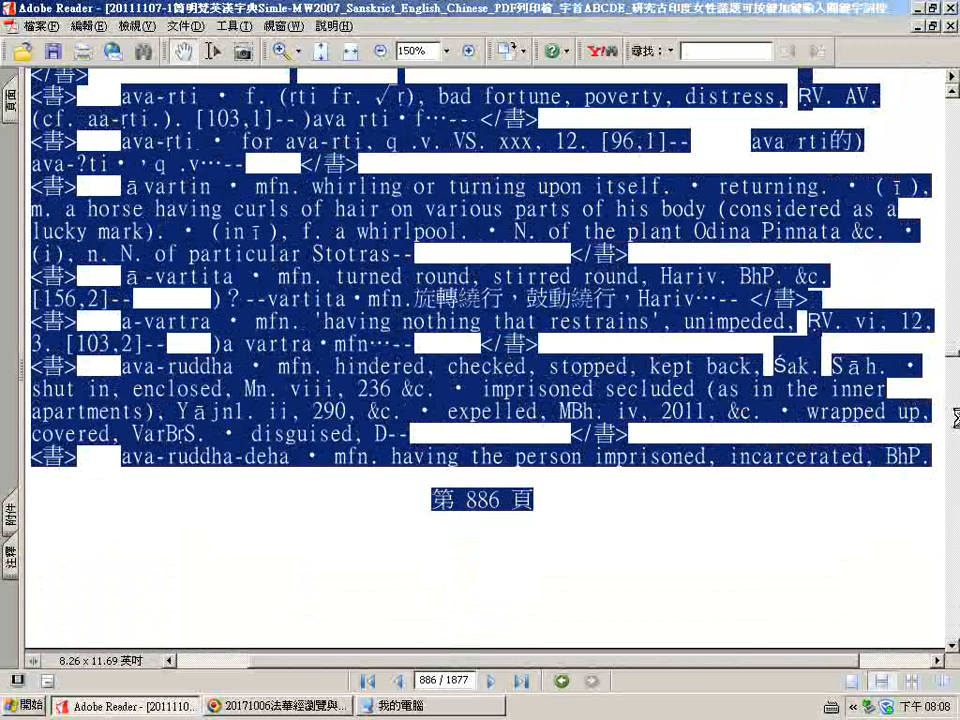 Adobe Reader - [20111107-1簡明梵英漢字典Simle-MW2007_Sanskrict_English_Chinese_PDF列印檔_字首ABCDE_研究古印度女性議題可按鍵加鍵輸入關鍵字詞搜
檔案(F) 編輯(E) 檢視(V) 文件(D) 工具(T) 視窗(W) 說明(H)
150% Y! 尋找:
頁面
</書>
<書> ava-rti • f. (rti fr. √ r), bad fortune, poverty, distress, ṚV. AV.
(cf. aa-rti.). [103,1]-- )ava rti•f…-- </書>
<書> ava-rti • for ava-rti, q .v. VS. xxx, 12. [96,1]-- ava rti的)
ava-?ti•，q .v…-- </書>
<書> āvartin • mfn. whirling or turning upon itself. • returning. • (ī),
m. a horse having curls of hair on various parts of his body (considered as a
lucky mark). • (inī), f. a whirlpool. • N. of the plant Odina Pinnata &c. •
(i), n. N. of particular Stotras-- </書>
<書> ā-vartita • mfn. turned round, stirred round, Hariv. BhP. &c.
[156,2]-- )？--vartita•mfn.旋轉繞行，鼓動繞行，Hariv…-- </書>
<書> a-vartra • mfn. 'having nothing that restrains', unimpeded, ṚV. vi, 12,
3. [103,2]-- )a vartra•mfn…-- </書>
<書> ava-ruddha • mfn. hindered, checked, stopped, kept back, Śak. Sāh. •
shut in, enclosed, Mn. viii, 236 &c. • imprisoned secluded (as in the inner
apartments), Yājnl. ii, 290, &c. • expelled, MBh. iv, 2011, &c. • wrapped up,
covered, VarBrS. • disguised, D-- </書>
<書> ava-ruddha-deha • mfn. having the person imprisoned, incarcerated, BhP.
第 886 頁
附件
注釋
8.26 x 11.69 英吋
886 / 1877
開始 Adobe Reader - [2011110... 20171006法華經瀏覽與... 我的電腦 下午 08:08